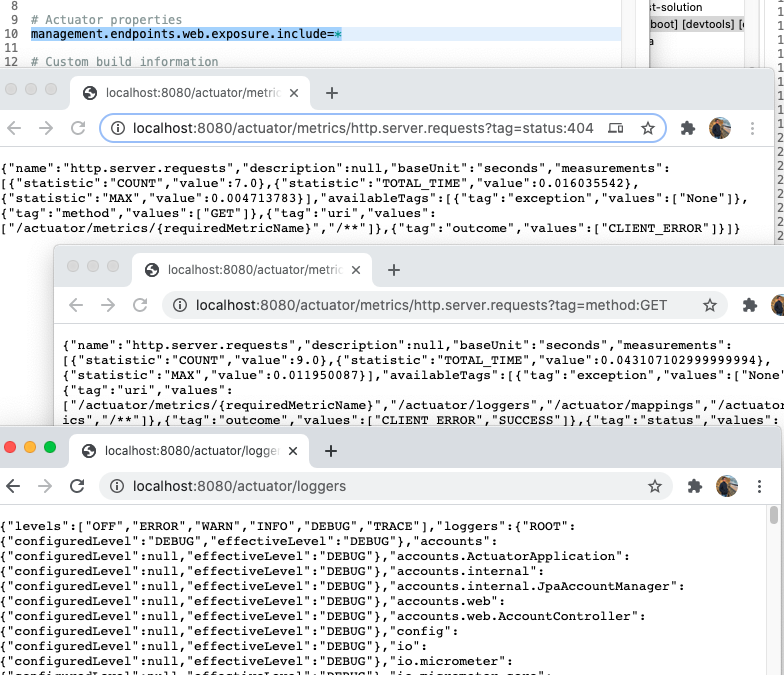 8
9 # Actuator properties
10 management.endpoints.web.exposure.include=*
11
12 # Custom build information
st-solution
boot] [devtools] [
localhost:8080/actuator/metric
localhost:8080/actuator/metrics/http.server.requests?tag=status:404
{"name":"http.server.requests","description":null,"baseUnit":"seconds","measurements":
[{"statistic":"COUNT","value":7.0},{"statistic":"TOTAL_TIME","value":0.016035542},
{"statistic":"MAX","value":0.004713783}],"availableTags":[{"tag":"exception","values":["None"]},
{"tag":"method","values":["GET"]},{"tag":"uri","values":
["/actuator/metrics/{requiredMetricName}","/**"]},{"tag":"outcome","values":["CLIENT_ERROR"]}]}
localhost:8080/actuator/metric
localhost:8080/actuator/metrics/http.server.requests?tag=method:GET
{"name":"http.server.requests","description":null,"baseUnit":"seconds","measurements":
[{"statistic":"COUNT","value":9.0},{"statistic":"TOTAL_TIME","value":0.043107102999999994},
{"statistic":"MAX","value":0.011950087}],"availableTags":[{"tag":"exception","values":["None"
{"tag":"uri","values":
["/actuator/metrics/{requiredMetricName}","/actuator/loggers","/actuator/mappings","/actuator
ics","/**"]},{"tag":"outcome","values":["CLIENT_ERROR","SUCCESS"]},{"tag":"status","values":
localhost:8080/actuator/logge
localhost:8080/actuator/loggers
{"levels":["OFF","ERROR","WARN","INFO","DEBUG","TRACE"],"loggers":{"ROOT":
{"configuredLevel":"DEBUG","effectiveLevel":"DEBUG"},"accounts":
{"configuredLevel":null,"effectiveLevel":"DEBUG"},"accounts.ActuatorApplication":
{"configuredLevel":null,"effectiveLevel":"DEBUG"},"accounts.internal":
{"configuredLevel":null,"effectiveLevel":"DEBUG"},"accounts.internal.JpaAccountManager":
{"configuredLevel":null,"effectiveLevel":"DEBUG"},"accounts.web":
{"configuredLevel":null,"effectiveLevel":"DEBUG"},"accounts.web.AccountController":
{"configuredLevel":null,"effectiveLevel":"DEBUG"},"config":
{"configuredLevel":null,"effectiveLevel":"DEBUG"},"io":
{"configuredLevel":null,"effectiveLevel":"DEBUG"},"io.micrometer":
{"configuredLevel":null,"effectiveLevel":"DEBUG"},"io.micrometer.core":